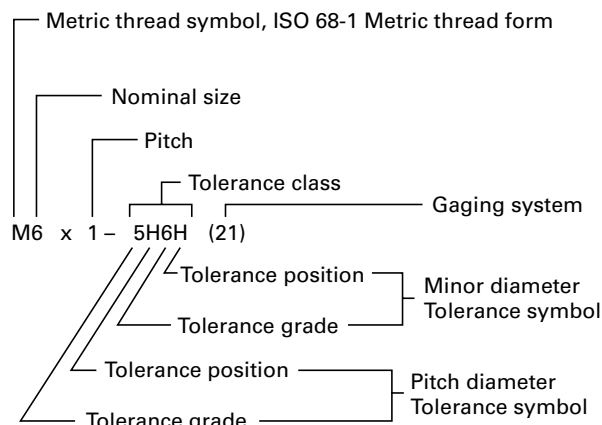 Metric thread symbol, ISO 68-1 Metric thread form
Nominal size
Pitch
Tolerance class
Gaging system
M6 x 1 – 5H6H (21)
Tolerance position
Minor diameter
Tolerance symbol
Tolerance grade
Tolerance position
Pitch diameter
Tolerance symbol
Tolerance grade